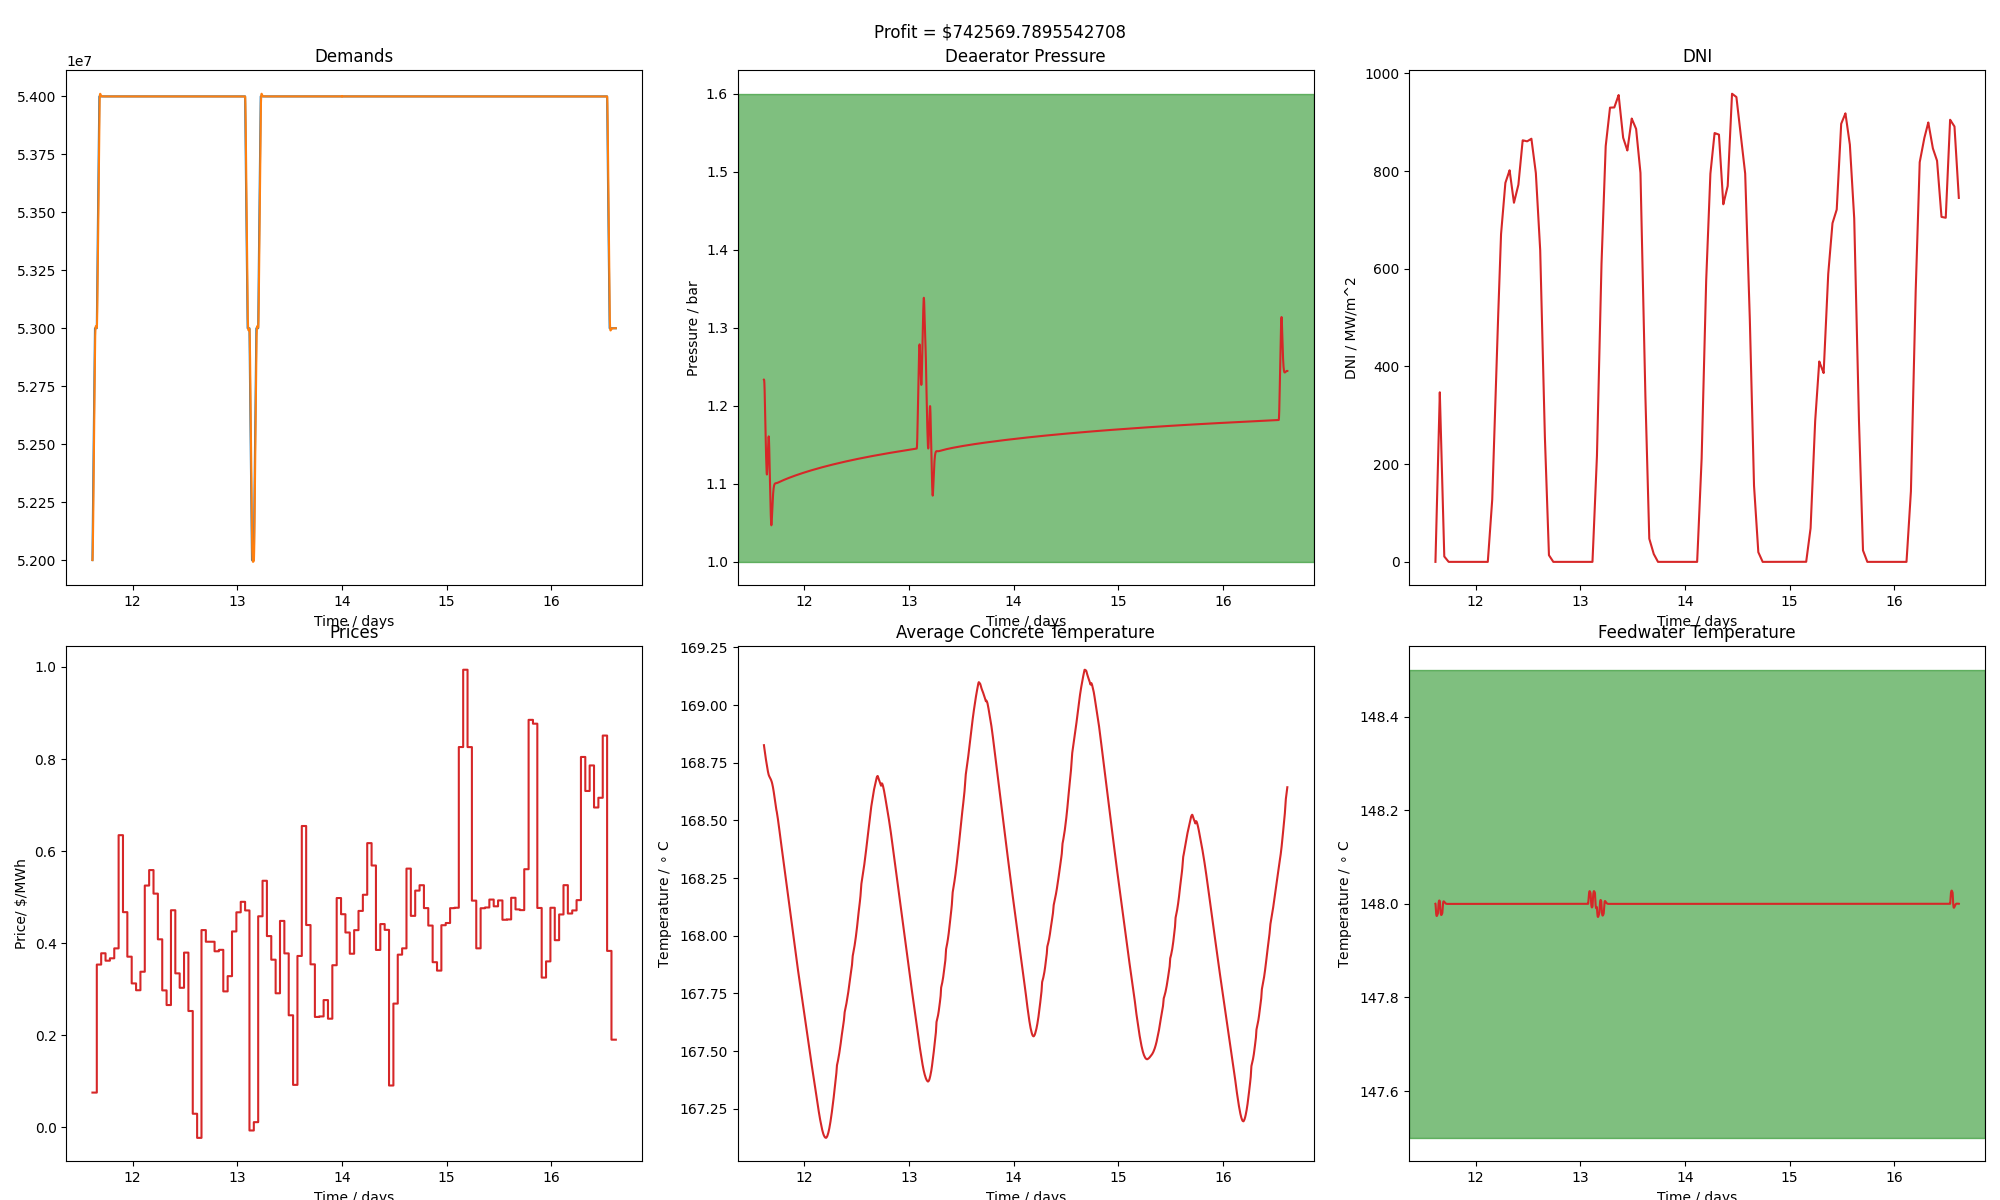 Profit = $742569.7895542708
Demands
1e7
5.400
5.375
5.350
5.325
5.300
5.275
5.250
5.225
5.200
12 13 14 15 16
Time / days
Deaerator Pressure
Pressure / bar
1.6
1.5
1.4
1.3
1.2
1.1
1.0
12 13 14 15 16
Time / days
DNI
DNI / MW/m^2
1000
800
600
400
200
0
12 13 14 15 16
Time / days
Prices
Price/ $/MWh
1.0
0.8
0.6
0.4
0.2
0.0
12 13 14 15 16
Time / days
Average Concrete Temperature
Temperature / ∘ C
169.25
169.00
168.75
168.50
168.25
168.00
167.75
167.50
167.25
12 13 14 15 16
Time / days
Feedwater Temperature
Temperature / ∘ C
148.4
148.2
148.0
147.8
147.6
12 13 14 15 16
Time / days